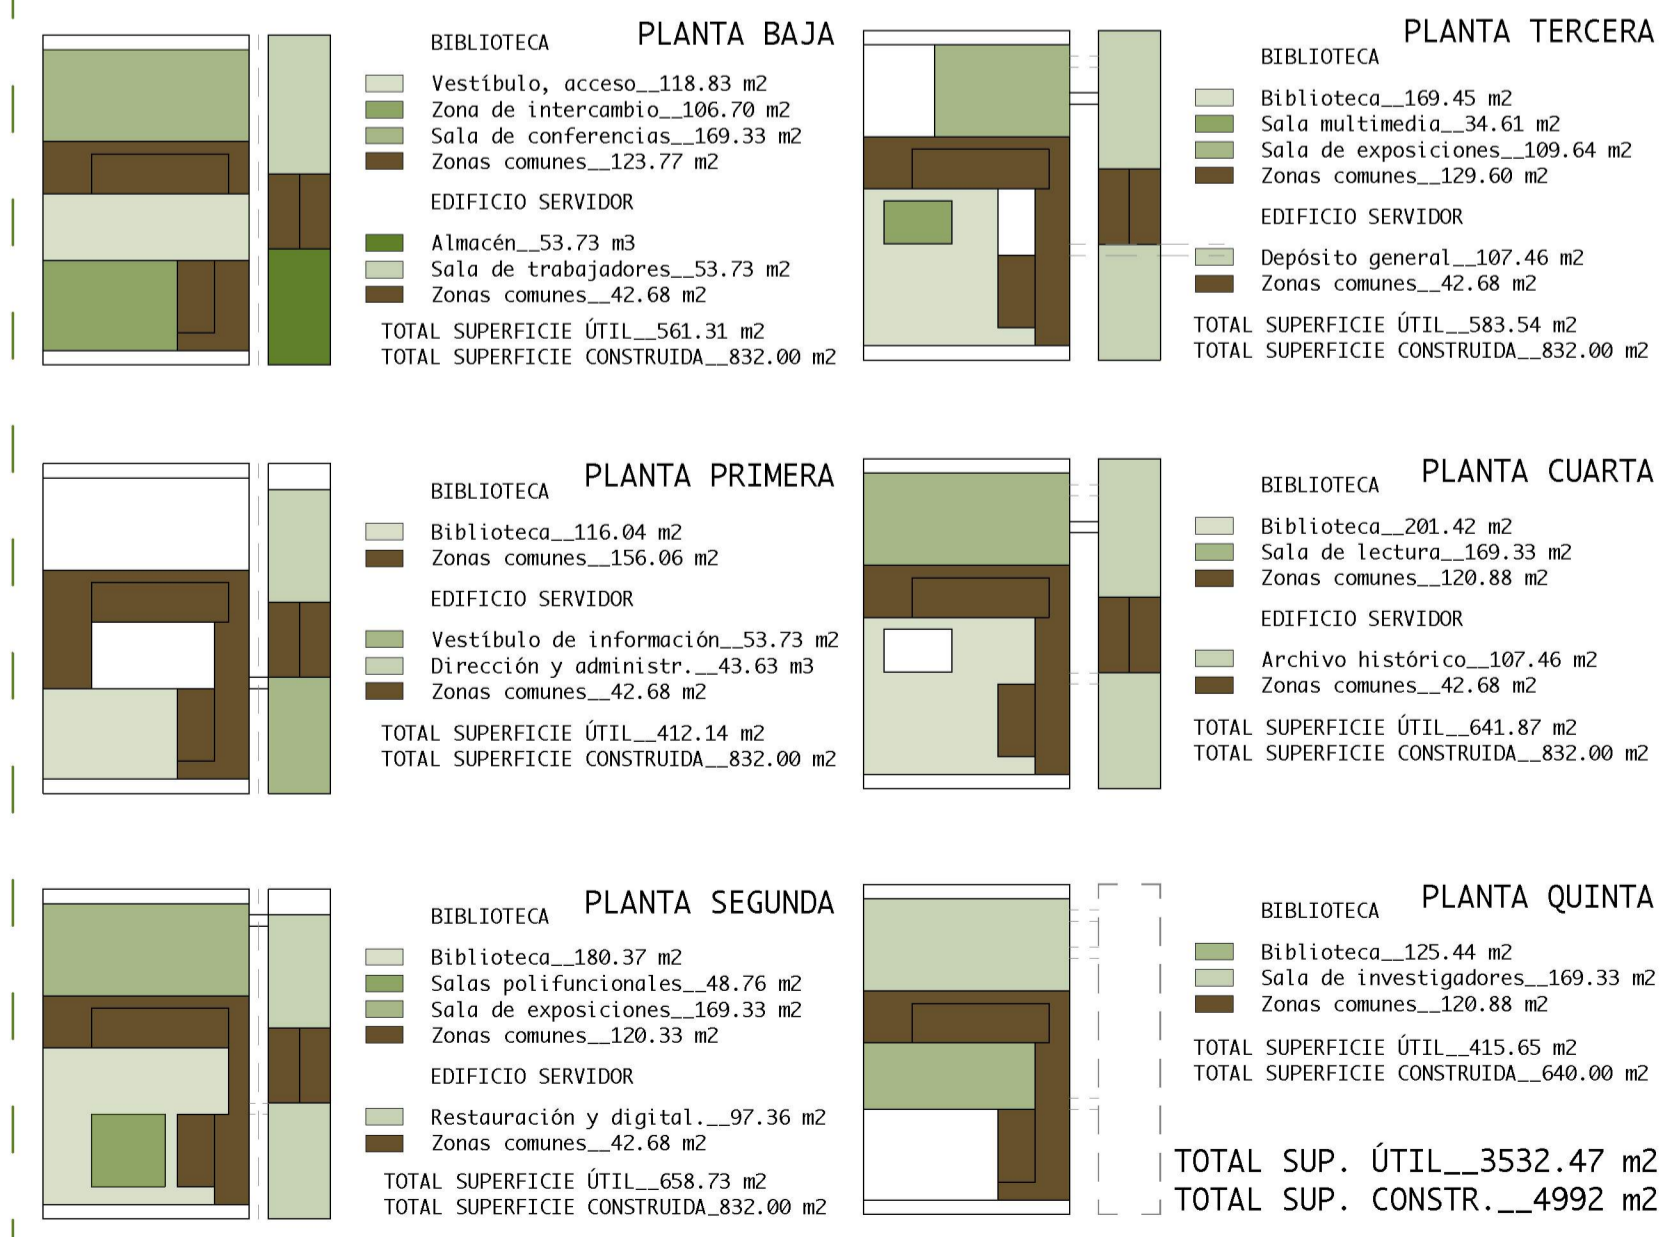 PLANTA BAJA
BIBLIOTECA
Vestíbulo, acceso__118.83 m2
Zona de intercambio__106.70 m2
Sala de conferencias__169.33 m2
Zonas comunes__123.77 m2
EDIFICIO SERVIDOR
Almacén__53.73 m3
Sala de trabajadores__53.73 m2
Zonas comunes__42.68 m2
TOTAL SUPERFICIE ÚTIL__561.31 m2
TOTAL SUPERFICIE CONSTRUIDA__832.00 m2
PLANTA PRIMERA
BIBLIOTECA
Biblioteca__116.04 m2
Zonas comunes__156.06 m2
EDIFICIO SERVIDOR
Vestíbulo de información__53.73 m2
Dirección y administr.__43.63 m3
Zonas comunes__42.68 m2
TOTAL SUPERFICIE ÚTIL__412.14 m2
TOTAL SUPERFICIE CONSTRUIDA__832.00 m2
PLANTA SEGUNDA
BIBLIOTECA
Biblioteca__180.37 m2
Salas polifuncionales__48.76 m2
Sala de exposiciones__169.33 m2
Zonas comunes__120.33 m2
EDIFICIO SERVIDOR
Restauración y digital.__97.36 m2
Zonas comunes__42.68 m2
TOTAL SUPERFICIE ÚTIL__658.73 m2
TOTAL SUPERFICIE CONSTRUIDA_832.00 m2
PLANTA TERCERA
BIBLIOTECA
Biblioteca__169.45 m2
Sala multimedia__34.61 m2
Sala de exposiciones__109.64 m2
Zonas comunes__129.60 m2
EDIFICIO SERVIDOR
Depósito general__107.46 m2
Zonas comunes__42.68 m2
TOTAL SUPERFICIE ÚTIL__583.54 m2
TOTAL SUPERFICIE CONSTRUIDA__832.00 m2
PLANTA CUARTA
BIBLIOTECA
Biblioteca__201.42 m2
Sala de lectura__169.33 m2
Zonas comunes__120.88 m2
EDIFICIO SERVIDOR
Archivo histórico__107.46 m2
Zonas comunes__42.68 m2
TOTAL SUPERFICIE ÚTIL__641.87 m2
TOTAL SUPERFICIE CONSTRUIDA__832.00 m2
PLANTA QUINTA
BIBLIOTECA
Biblioteca__125.44 m2
Sala de investigadores__169.33 m2
Zonas comunes__120.88 m2
TOTAL SUPERFICIE ÚTIL__415.65 m2
TOTAL SUPERFICIE CONSTRUIDA__640.00 m2
TOTAL SUP. ÚTIL__3532.47 m2
TOTAL SUP. CONSTR.__4992 m2